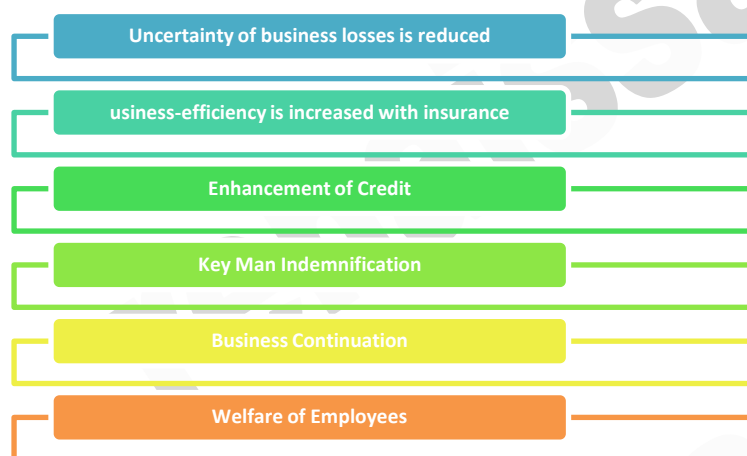 Uncertainty of business losses is reduced
usiness-efficiency is increased with insurance
Enhancement of Credit
Key Man Indemnification
Business Continuation
Welfare of Employees